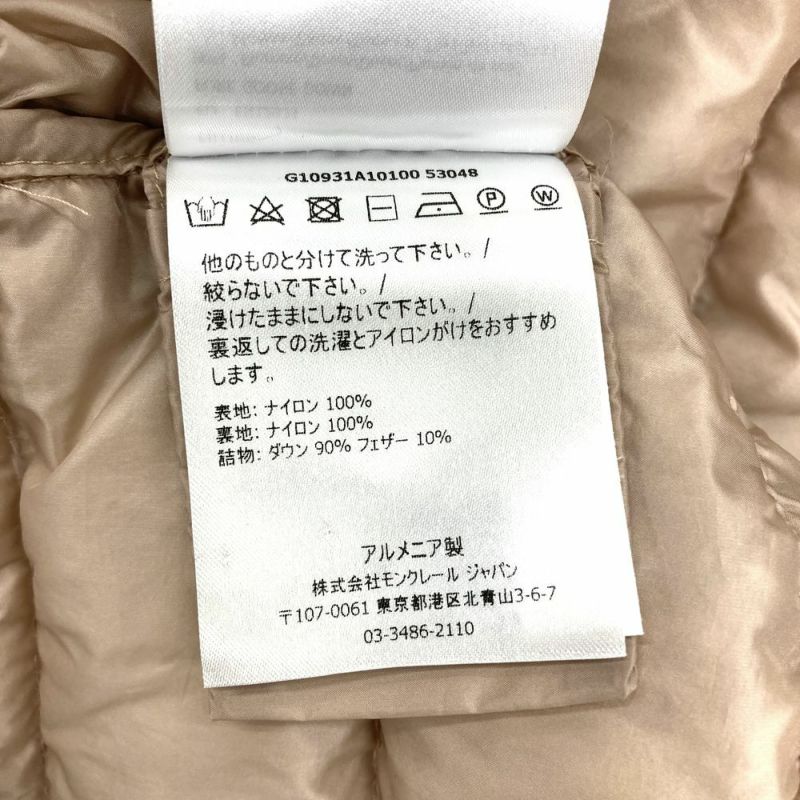 G10931A10100 53048
P W
他のものと分けて洗って下さい。/
絞らないで下さい。/
浸けたままにしないで下さい。/
裏返しての洗濯とアイロンがけをおすすめ
します。
表地: ナイロン 100%
裏地: ナイロン 100%
詰物: ダウン 90% フェザー 10%
アルメニア製
株式会社モンクレール ジャパン
〒107-0061 東京都港区北青山3-6-7
03-3486-2110